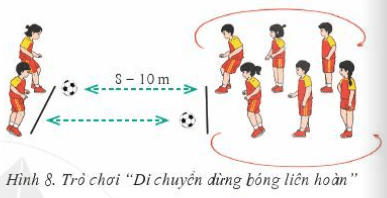 8 – 10 m
Hình 8. Trò chơi “Di chuyển dừng bóng liên hoàn”